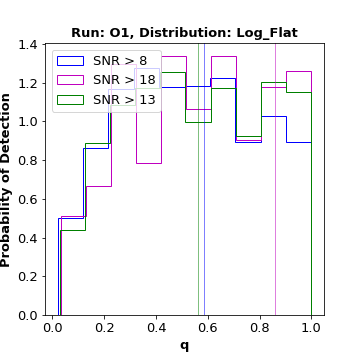 Run: O1, Distribution: Log_Flat
1.4
1.2
1.0
0.8
0.6
0.4
0.2
0.0
Probability of Detection
SNR > 8
SNR > 18
SNR > 13
0.0 0.2 0.4 0.6 0.8 1.0
q